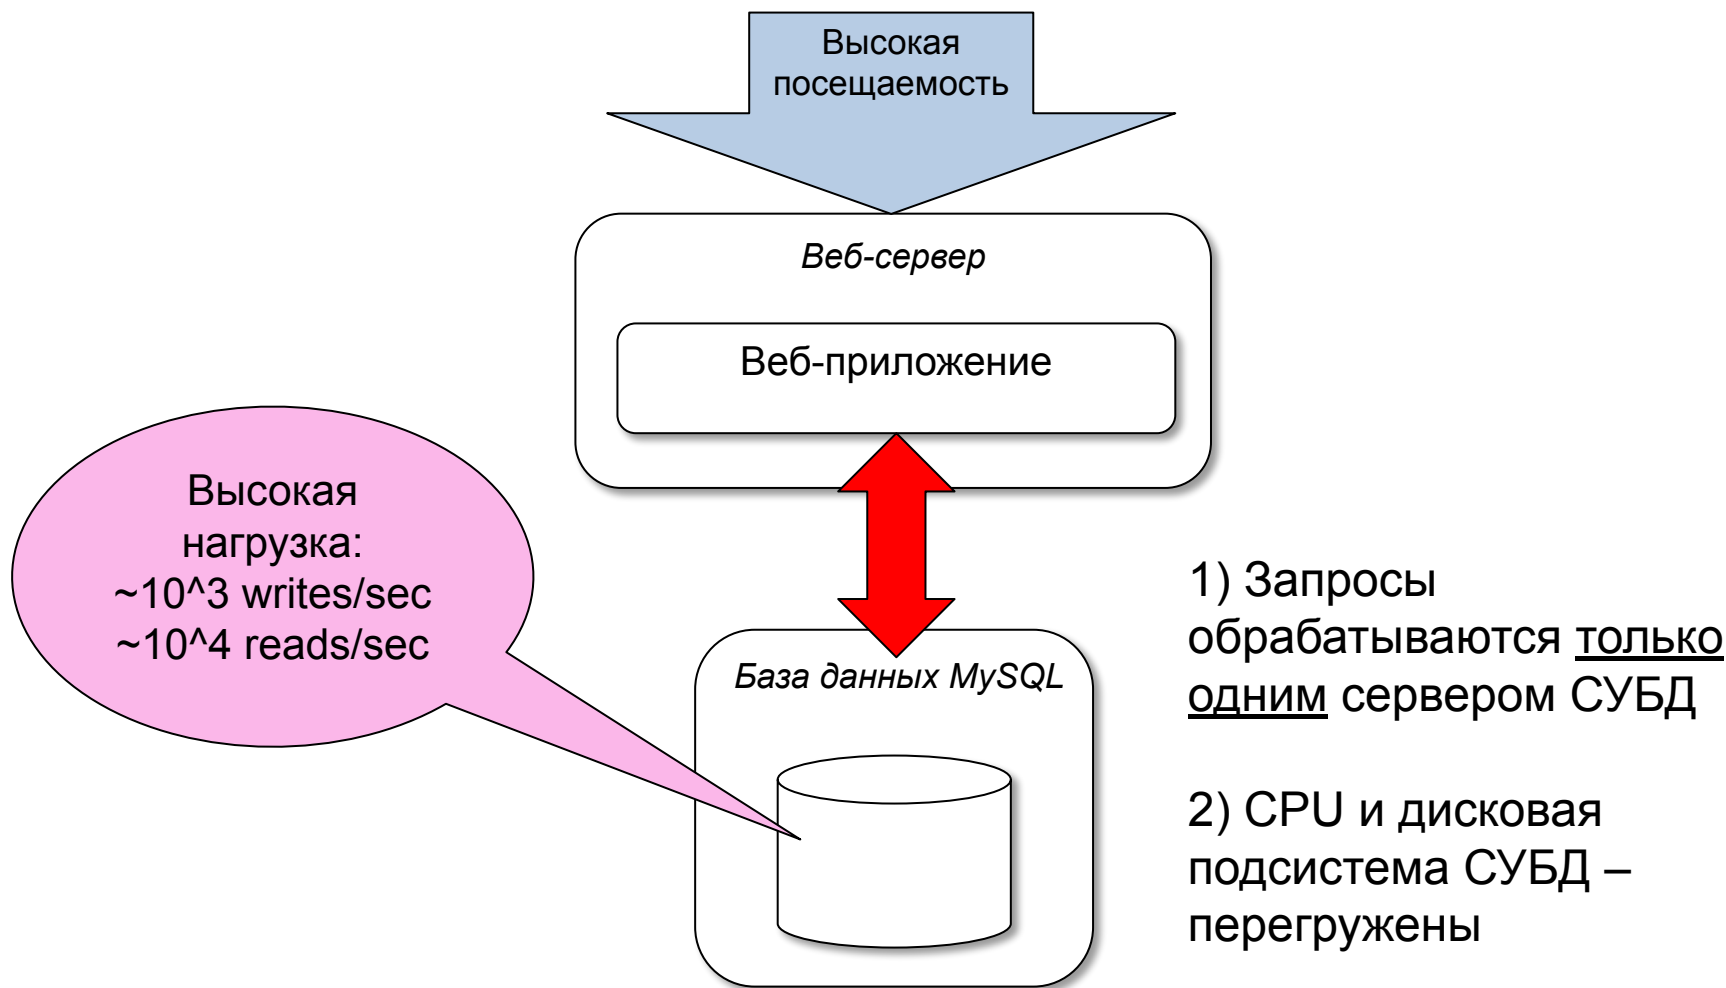 Высокая
посещаемость
Веб-сервер
Веб-приложение
Высокая
нагрузка:
~10^3 writes/sec
~10^4 reads/sec
База данных MySQL
1) Запросы
обрабатываются только
одним сервером СУБД
2) CPU и дисковая
подсистема СУБД –
перегружены